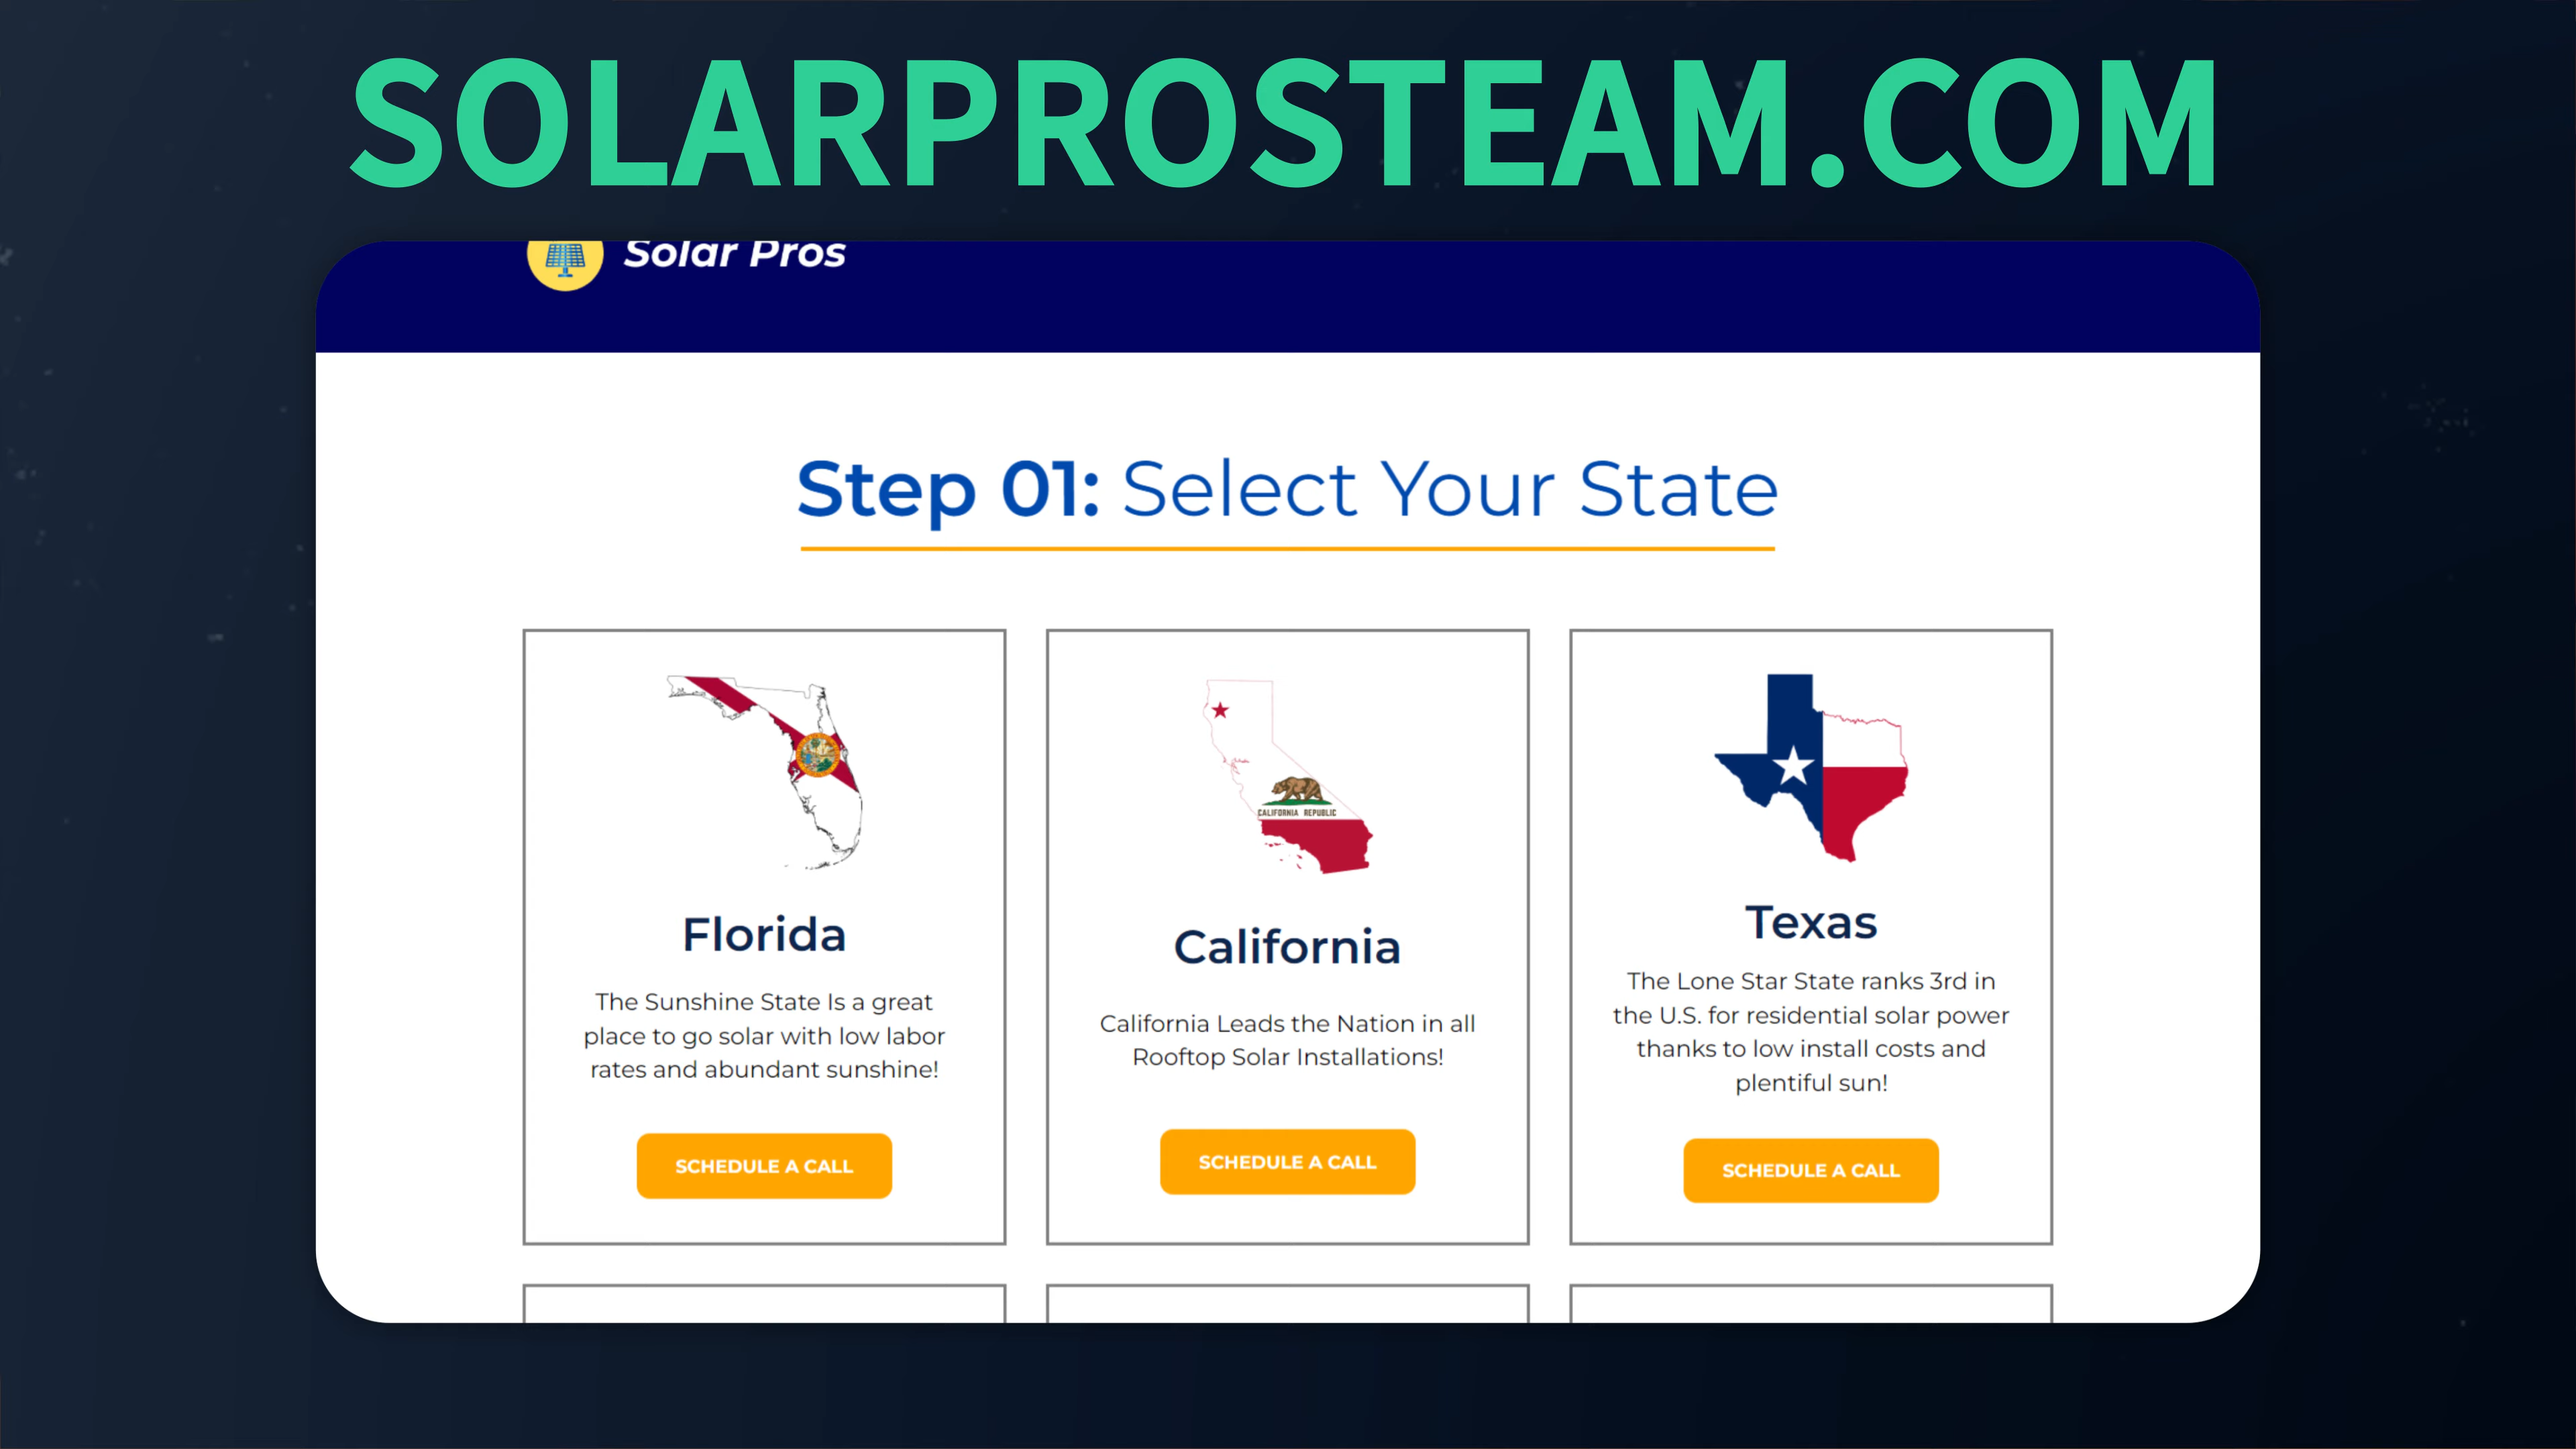 SOLARPROSTEAM.COM
Solar Pros
Step 01: Select Your State
Florida
The Sunshine State Is a great
place to go solar with low labor
rates and abundant sunshine!
SCHEDULE A CALL
CALIFORNIA REPUBLIC
California
California Leads the Nation in all
Rooftop Solar Installations!
SCHEDULE A CALL
Texas
The Lone Star State ranks 3rd in
the U.S. for residential solar power
thanks to low install costs and
plentiful sun!
SCHEDULE A CALL